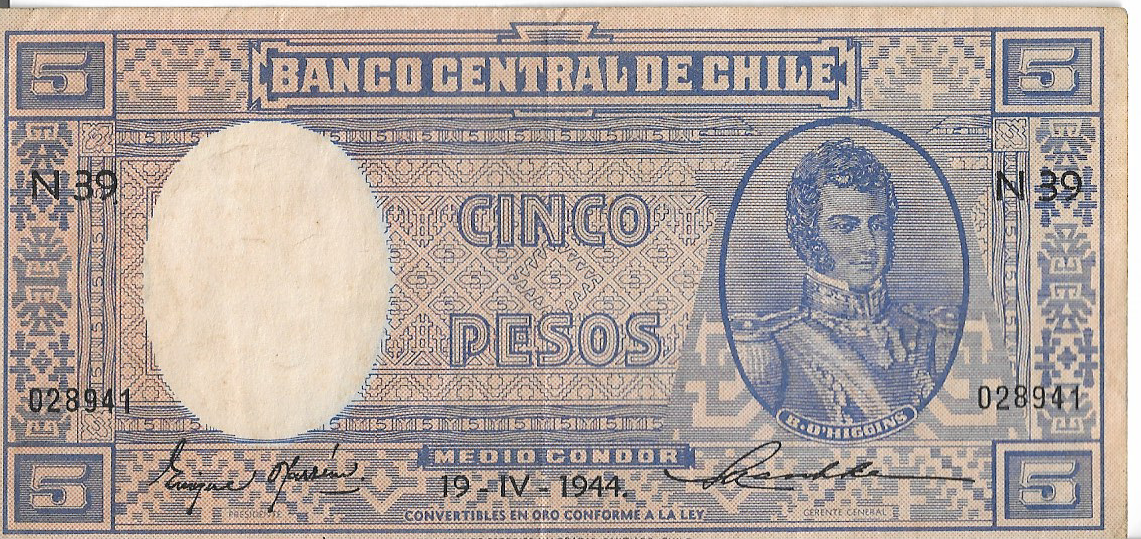 5 5
BANCO CENTRAL DE CHILE
N 39 N 39
CINCO
PESOS
028941 028941
B. O'HIGGINS
MEDIO CONDOR
19-IV-1944.
5 5
PRESIDENTE GERENTE GENERAL
CONVERTIBLES EN ORO CONFORME A LA LEY